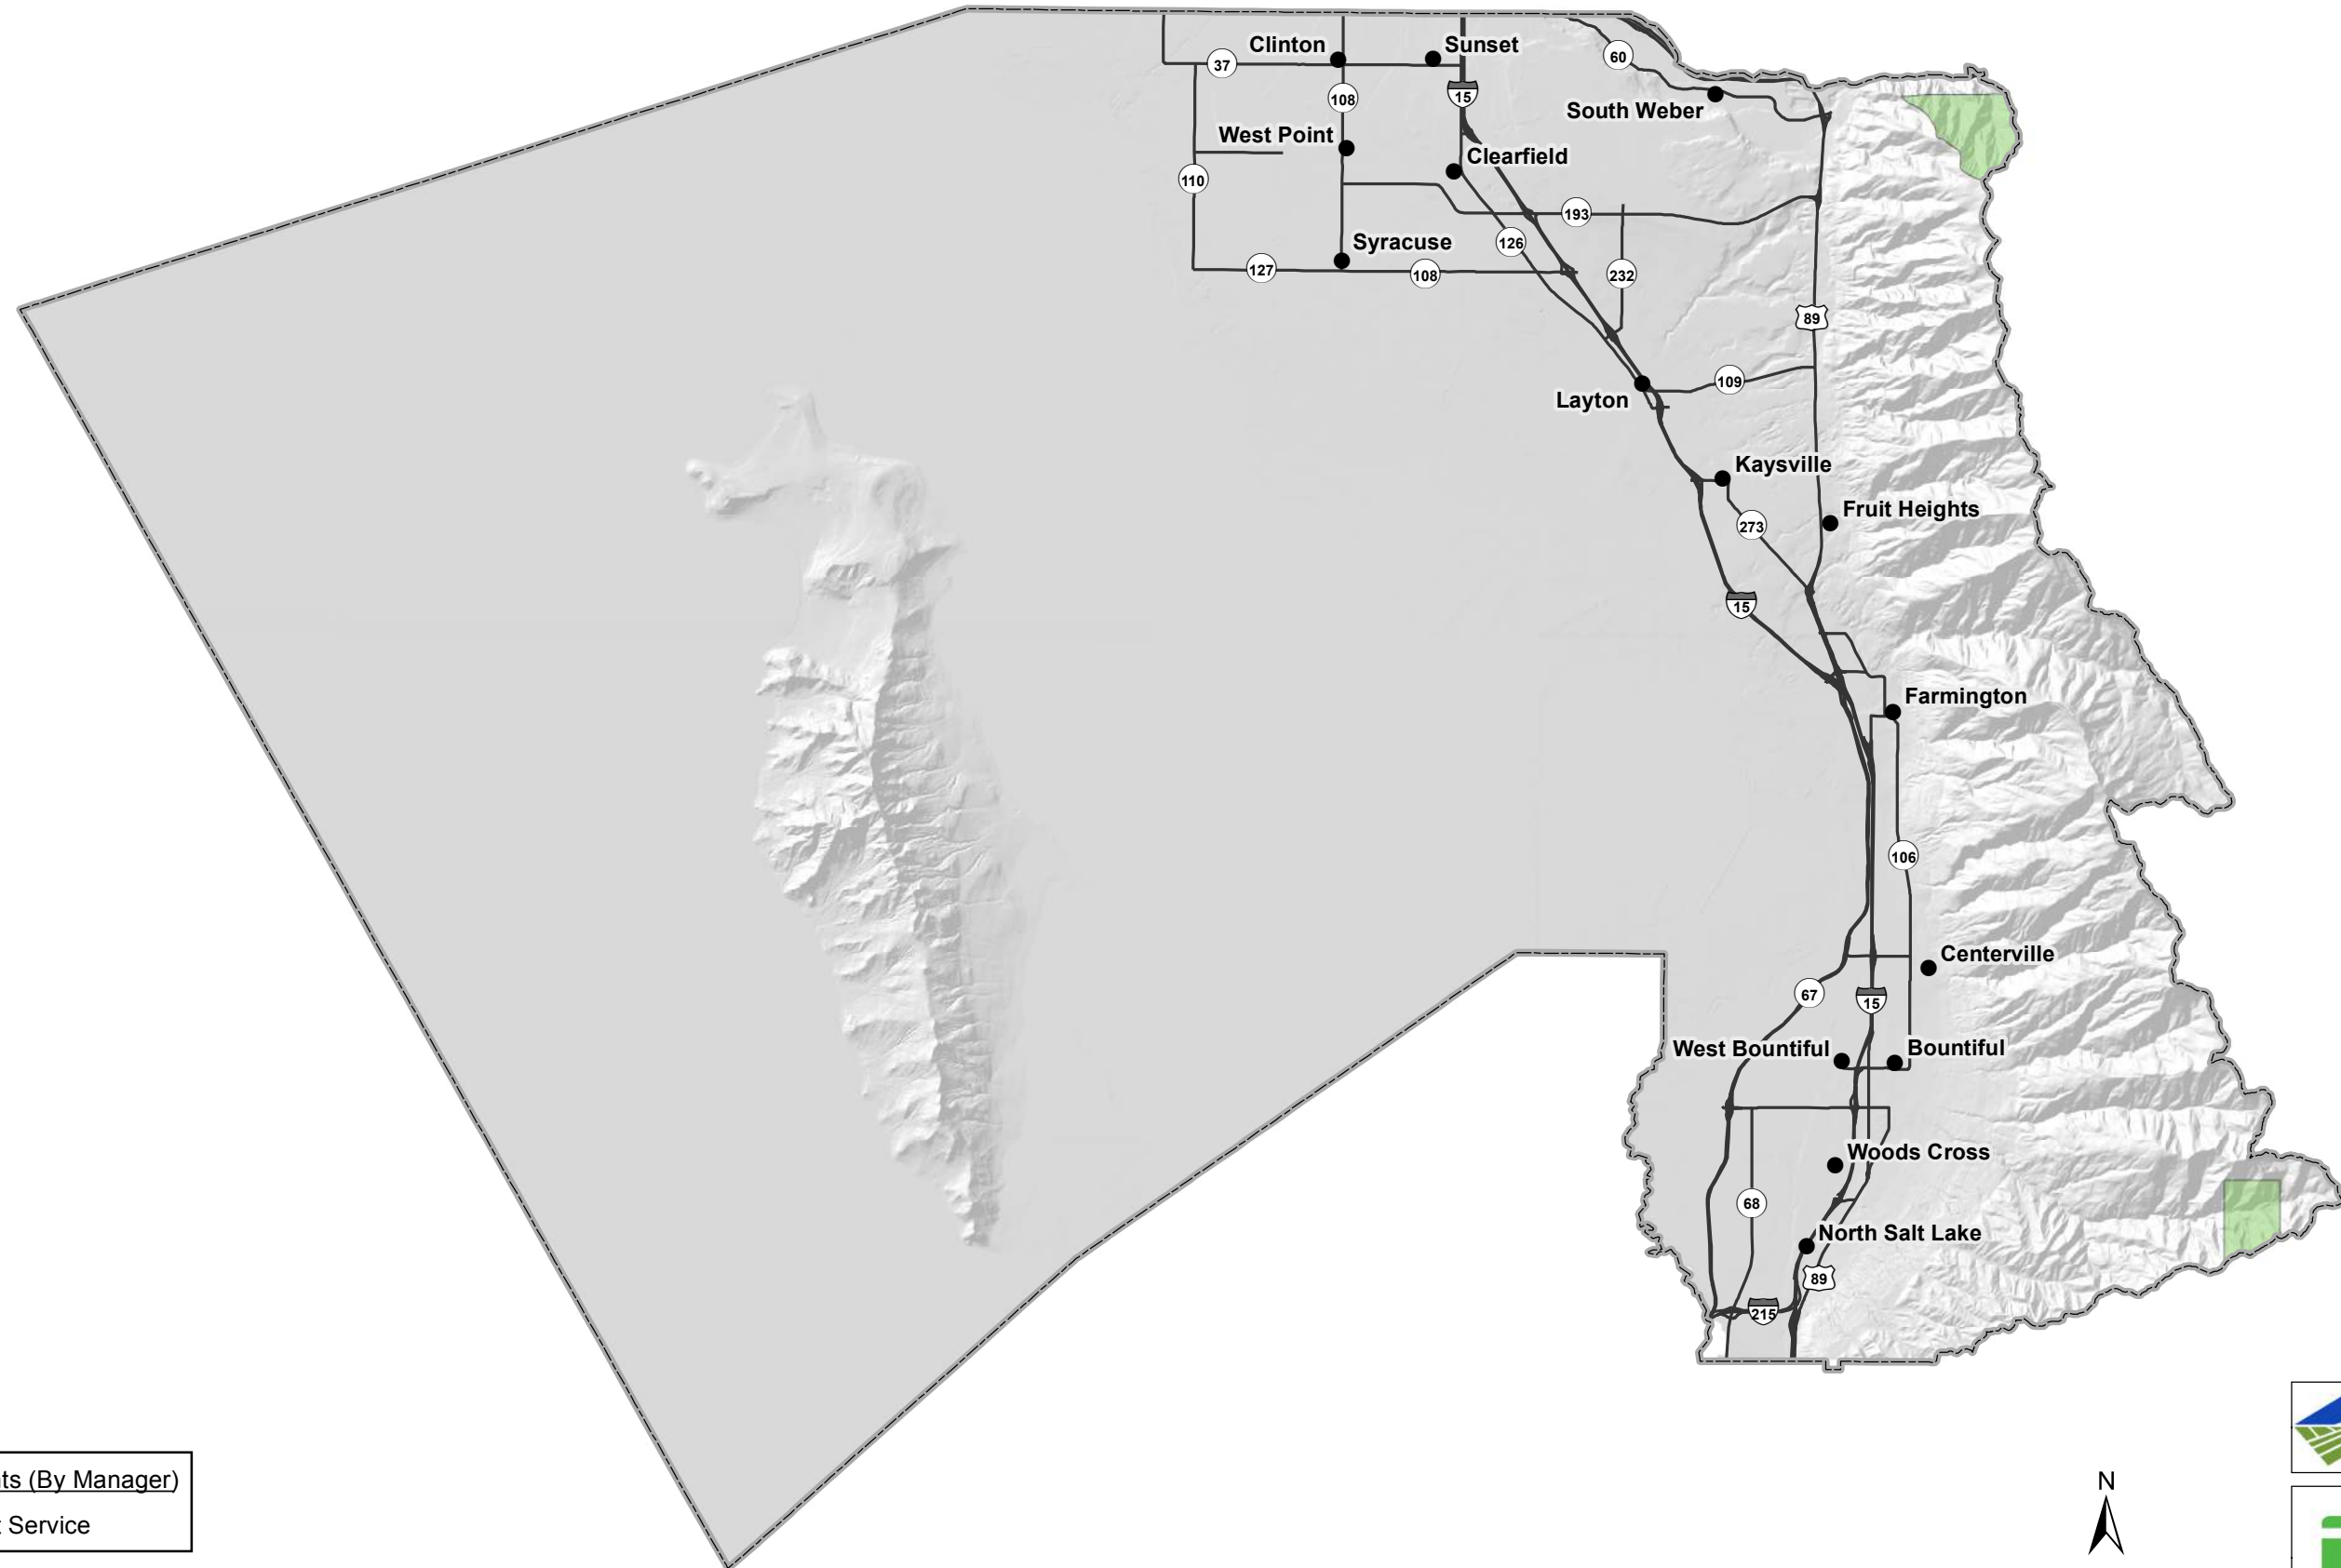 Clinton
Sunset
37
60
108
15
South Weber
West Point
Clearfield
110
193
126
Syracuse
127
108
232
89
109
Layton
Kaysville
Fruit Heights
273
15
Farmington
106
Centerville
67
15
West Bountiful
Bountiful
Woods Cross
68
North Salt Lake
89
215
ts (By Manager)
t Service
N